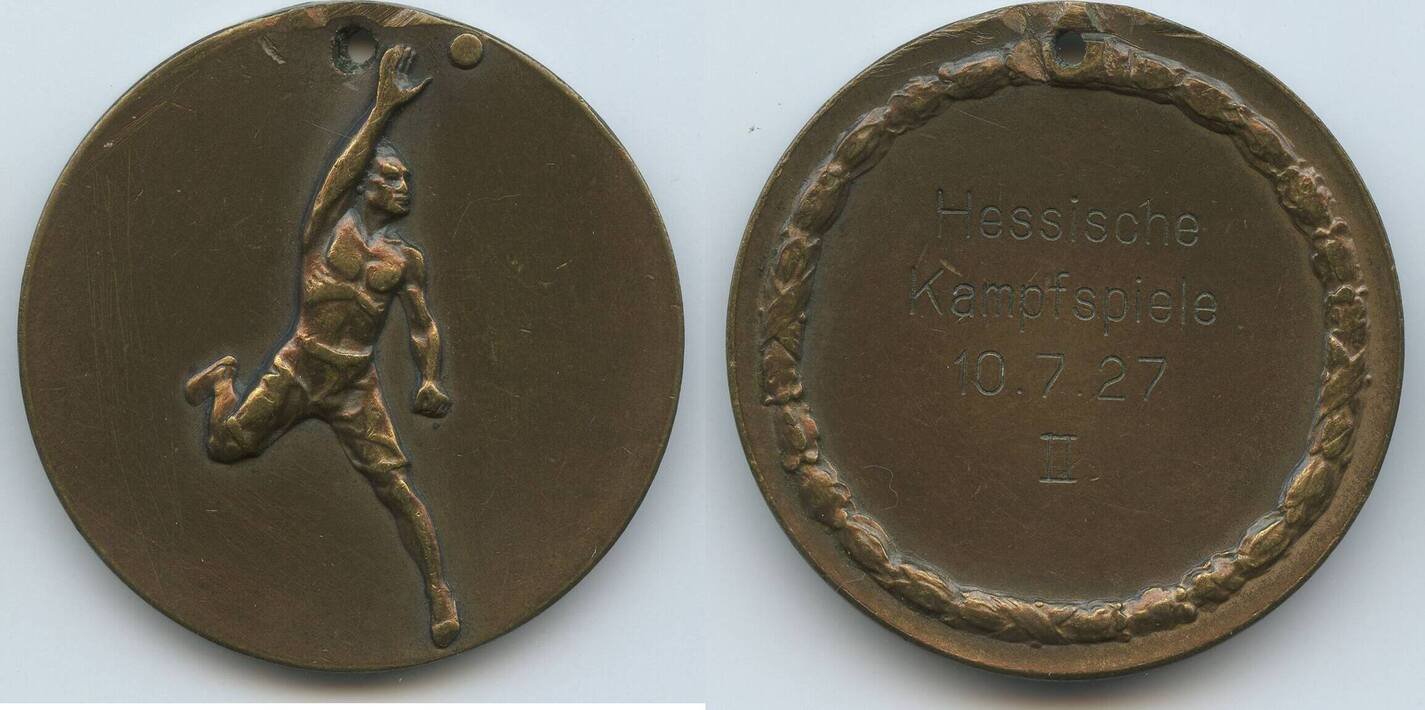 Hessische
Kampfspiele
10.7.27
II